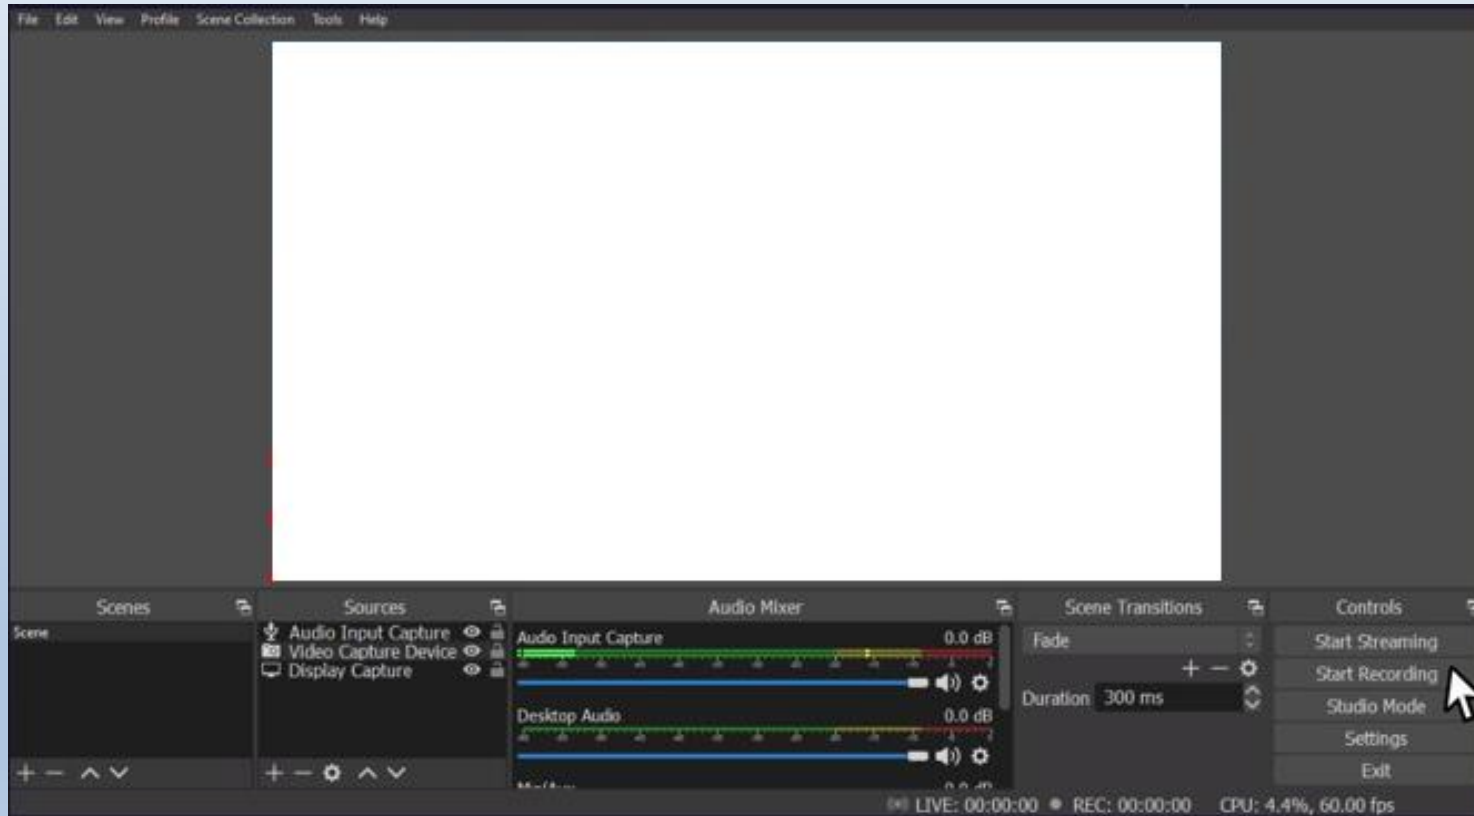 File Edit View Profile Scene Collection Tools Help
Scenes
Scene
Sources
Audio Input Capture
Video Capture Device
Display Capture
Audio Mixer
Audio Input Capture 0.0 dB
Desktop Audio 0.0 dB
Scene Transitions
Fade
Duration 300 ms
Controls
Start Streaming
Start Recording
Studio Mode
Settings
Exit
LIVE: 00:00:00 REC: 00:00:00 CPU: 4.4%, 60.00 fps